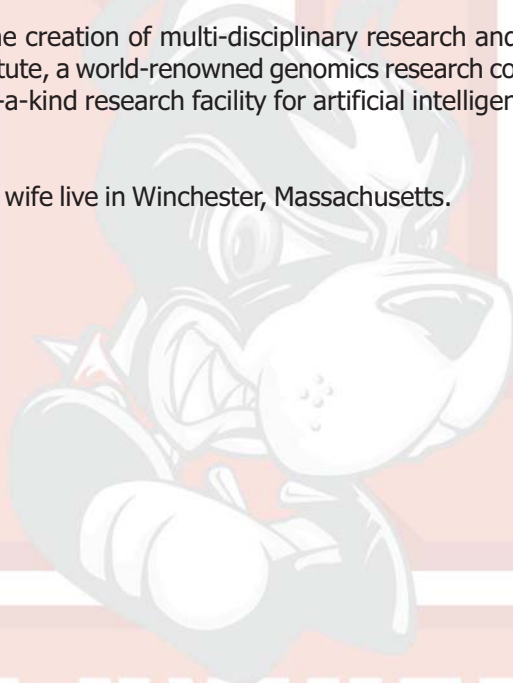 e creation of multi-disciplinary research and
tute, a world-renowned genomics research co
-a-kind research facility for artificial intelligen
wife live in Winchester, Massachusetts.